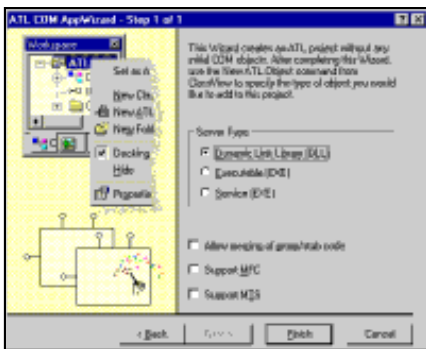 ATL COM AppWizard - Step 1 of 1
Workspace
ATL
Set as A
New Cla
New ATL
New Fold
Docking
Hide
Propertie
This Wizard creates an ATL project without any
initial COM objects. After completing this Wizard,
use the New ATL Object command from
ClassView to specify the type of object you would
like to add to this project.
Server Type
Dynamic Link Library (DLL)
Executable (EXE)
Service (EXE)
Allow merging of proxy/stub code
Support MFC
Support MTS
< Back
Finish
Cancel